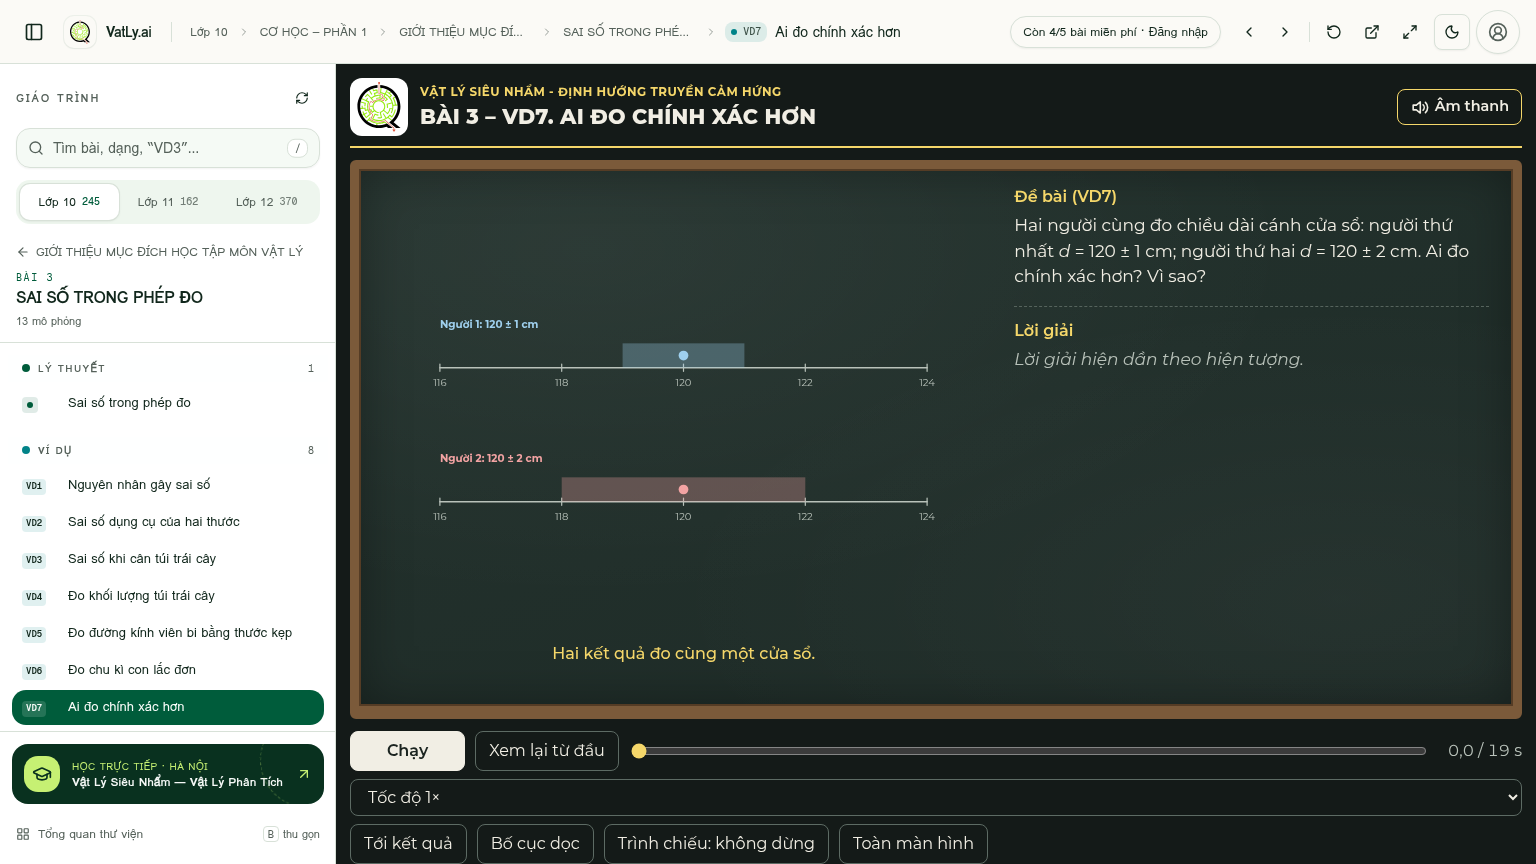 VatLy.ai
Lớp 10
CƠ HỌC – PHẦN 1
GIỚI THIỆU MỤC ĐÍ...
SAI SỐ TRONG PHÉ...
VD7 Ai đo chính xác hơn
Còn 4/5 bài miễn phí · Đăng nhập
GIÁO TRÌNH
Tìm bài, dạng, “VD3”... /
Lớp 10 245
Lớp 11 162
Lớp 12 370
GIỚI THIỆU MỤC ĐÍCH HỌC TẬP MÔN VẬT LÝ
BÀI 3
SAI SỐ TRONG PHÉP ĐO
13 mô phỏng
LÝ THUYẾT 1
Sai số trong phép đo
VÍ DỤ 8
VD1 Nguyên nhân gây sai số
VD2 Sai số dụng cụ của hai thước
VD3 Sai số khi cân túi trái cây
VD4 Đo khối lượng túi trái cây
VD5 Đo đường kính viên bi bằng thước kẹp
VD6 Đo chu kì con lắc đơn
VD7 Ai đo chính xác hơn
HỌC TRỰC TIẾP · HÀ NỘI
Vật Lý Siêu Nhẩm — Vật Lý Phân Tích
Tổng quan thư viện
B thu gọn
VẬT LÝ SIÊU NHẨM - ĐỊNH HƯỚNG TRUYỀN CẢM HỨNG
BÀI 3 – VD7. AI ĐO CHÍNH XÁC HƠN
Âm thanh
Người 1: 120 ± 1 cm
116 118 120 122 124
Người 2: 120 ± 2 cm
116 118 120 122 124
Hai kết quả đo cùng một cửa sổ.
Đề bài (VD7)
Hai người cùng đo chiều dài cánh cửa sổ: người thứ
nhất d = 120 ± 1 cm; người thứ hai d = 120 ± 2 cm. Ai đo
chính xác hơn? Vì sao?
Lời giải
Lời giải hiện dần theo hiện tượng.
Chạy
Xem lại từ đầu
0,0 / 19 s
Tốc độ 1×
Tới kết quả
Bố cục dọc
Trình chiếu: không dừng
Toàn màn hình